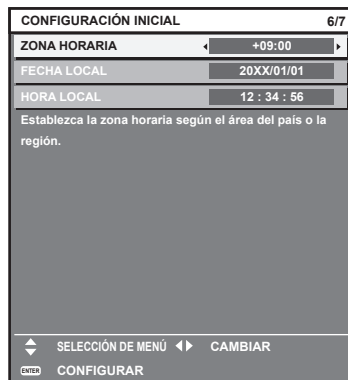 CONFIGURACIÓN INICIAL 6/7
ZONA HORARIA +09:00
FECHA LOCAL 20XX/01/01
HORA LOCAL 12 : 34 : 56
Establezca la zona horaria según el área del país o la
región.
SELECCIÓN DE MENÚ CAMBIAR
ENTER CONFIGURAR